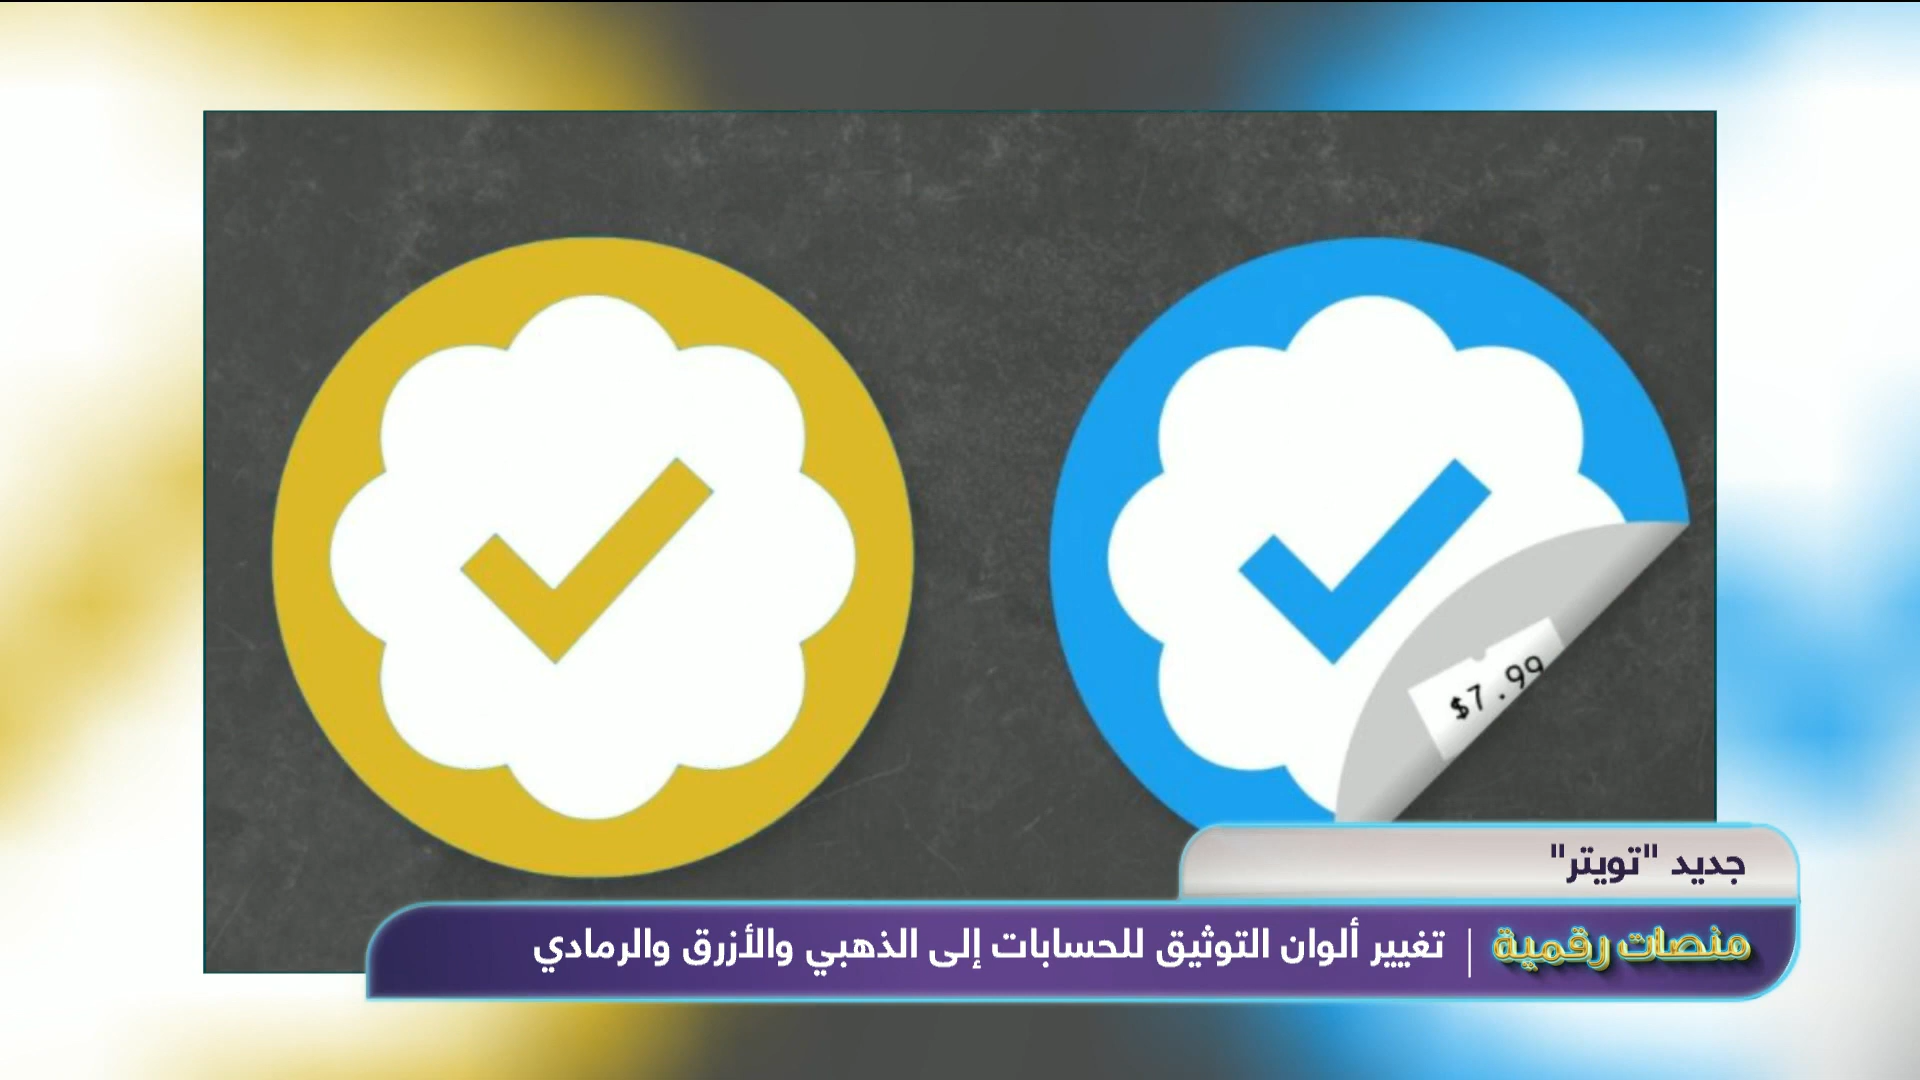 $7.99
جديد "تويتر"
منصات رقمية | تغيير ألوان التوثيق للحسابات إلى الذهبي والأزرق والرمادي